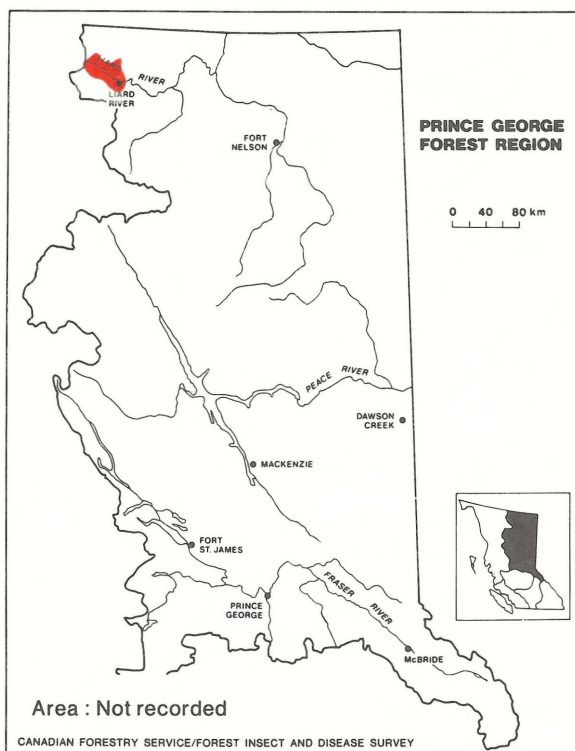 LIARD
RIVER
RIVER
FORT
NELSON
PRINCE GEORGE
FOREST REGION
0 40 80 km
PEACE RIVER
DAWSON
CREEK
MACKENZIE
FORT
ST. JAMES
PRINCE
GEORGE
FRASER
RIVER
McBRIDE
Area : Not recorded
CANADIAN FORESTRY SERVICE/FOREST INSECT AND DISEASE SURVEY